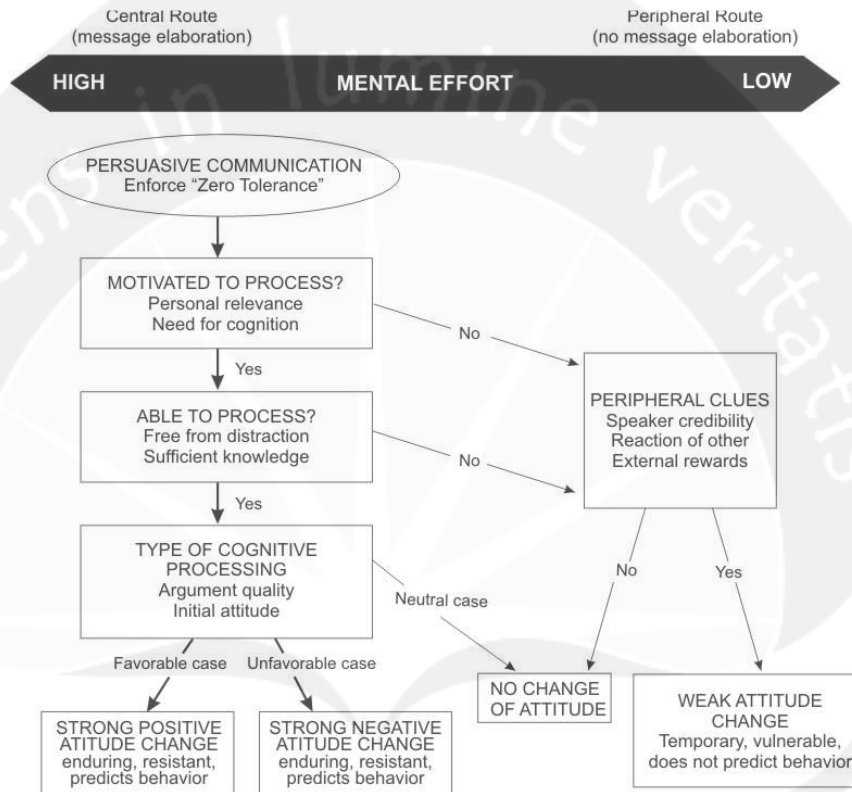 Central Route
(message elaboration)
Peripheral Route
(no message elaboration)
HIGH
MENTAL EFFORT
LOW
PERSUASIVE COMMUNICATION
Enforce “Zero Tolerance”
MOTIVATED TO PROCESS?
Personal relevance
Need for cognition
No
Yes
PERIPHERAL CLUES
Speaker credibility
Reaction of other
External rewards
ABLE TO PROCESS?
Free from distraction
Sufficient knowledge
No
Yes
TYPE OF COGNITIVE
PROCESSING
Argument quality
Initial attitude
Neutral case
No
Yes
Favorable case
Unfavorable case
STRONG POSITIVE
ATITUDE CHANGE
enduring, resistant,
predicts behavior
STRONG NEGATIVE
ATTITUDE CHANGE
enduring, resistant,
predicts behavior
NO CHANGE
OF ATTITUDE
WEAK ATTITUDE
CHANGE
Temporary, vulnerable,
does not predict behavior
in lumine veritatis